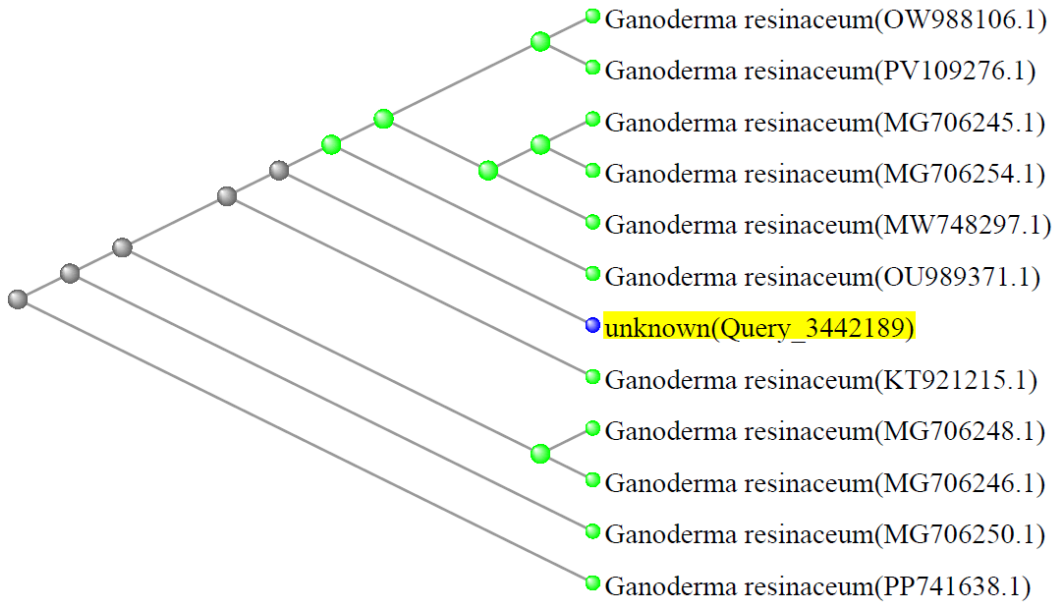 Ganoderma resinaceum(OW988106.1)
Ganoderma resinaceum(PV109276.1)
Ganoderma resinaceum(MG706245.1)
Ganoderma resinaceum(MG706254.1)
Ganoderma resinaceum(MW748297.1)
Ganoderma resinaceum(OU989371.1)
unknown(Query_3442189)
Ganoderma resinaceum(KT921215.1)
Ganoderma resinaceum(MG706248.1)
Ganoderma resinaceum(MG706246.1)
Ganoderma resinaceum(MG706250.1)
Ganoderma resinaceum(PP741638.1)